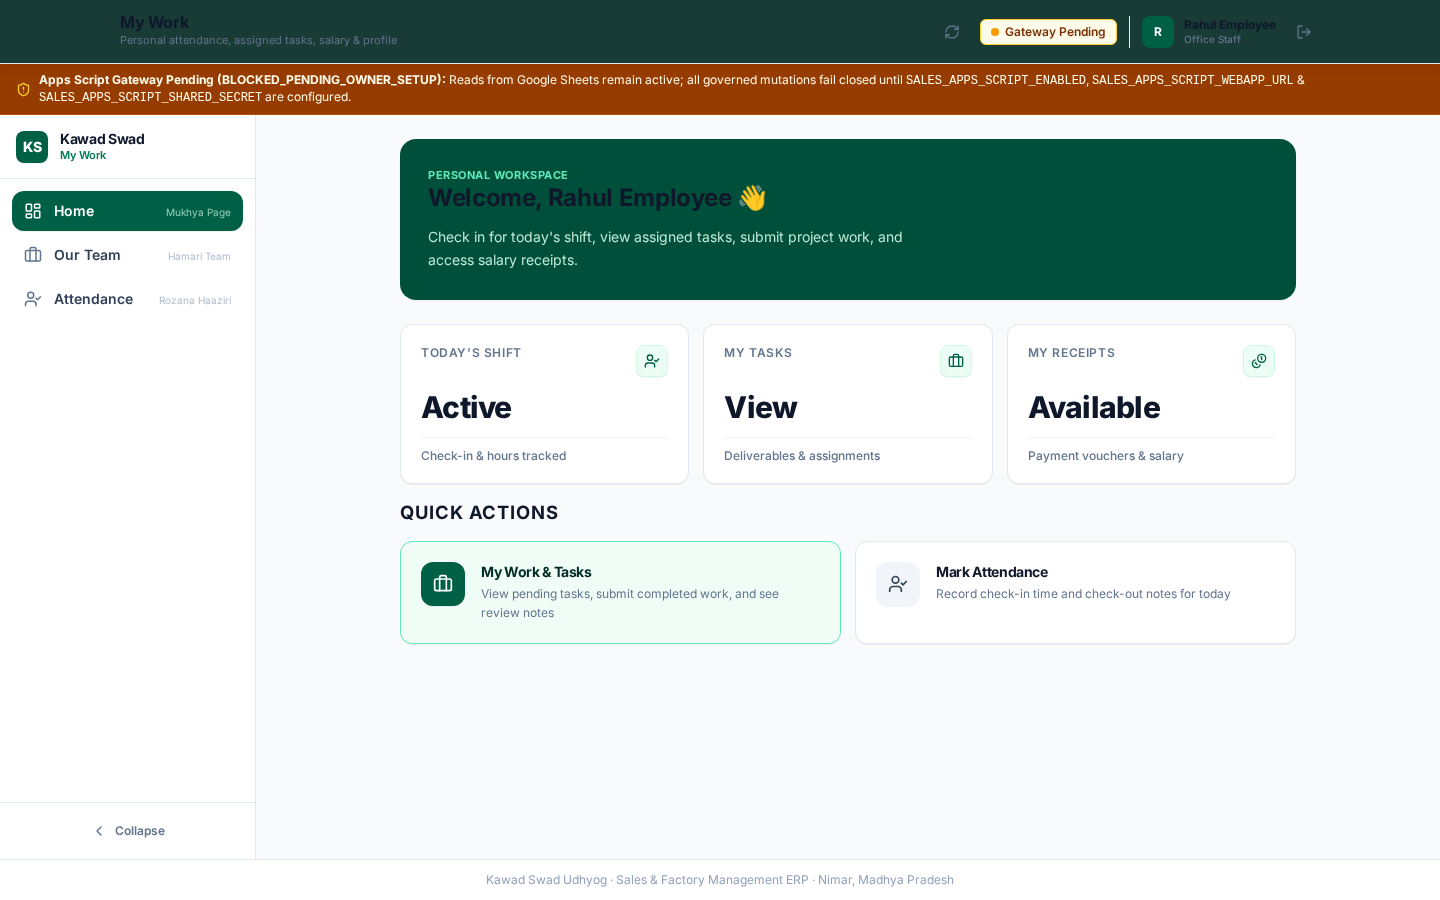 My Work
Personal attendance, assigned tasks, salary & profile
Gateway Pending
R
Rahul Employee
Office Staff
Apps Script Gateway Pending (BLOCKED_PENDING_OWNER_SETUP): Reads from Google Sheets remain active; all governed mutations fail closed until SALES_APPS_SCRIPT_ENABLED, SALES_APPS_SCRIPT_WEBAPP_URL &
SALES_APPS_SCRIPT_SHARED_SECRET are configured.
KS
Kawad Swad
My Work
Home
Mukhya Page
Our Team
Hamari Team
Attendance
Rozana Haaziri
Collapse
PERSONAL WORKSPACE
Welcome, Rahul Employee 👋
Check in for today's shift, view assigned tasks, submit project work, and
access salary receipts.
TODAY'S SHIFT
Active
Check-in & hours tracked
MY TASKS
View
Deliverables & assignments
MY RECEIPTS
Available
Payment vouchers & salary
QUICK ACTIONS
My Work & Tasks
View pending tasks, submit completed work, and see
review notes
Mark Attendance
Record check-in time and check-out notes for today
Kawad Swad Udhyog · Sales & Factory Management ERP · Nimar, Madhya Pradesh